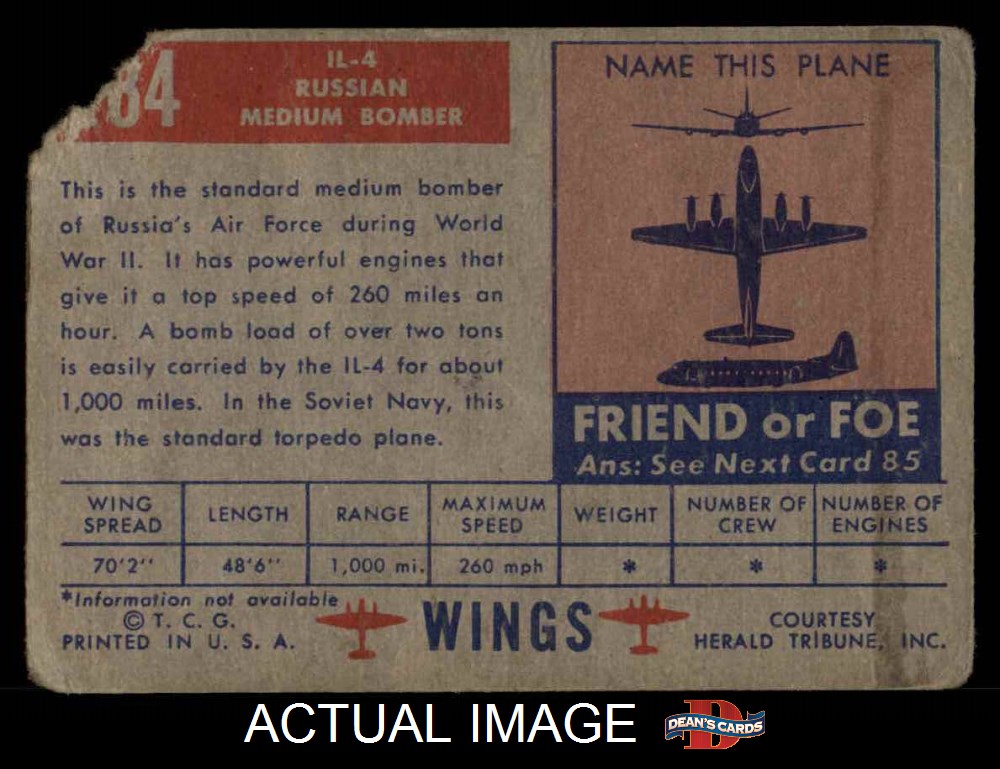 84
IL-4
RUSSIAN
MEDIUM BOMBER
This is the standard medium bomber
of Russia's Air Force during World
War II. It has powerful engines that
give it a top speed of 260 miles an
hour. A bomb load of over two tons
is easily carried by the IL-4 for about
1,000 miles. In the Soviet Navy, this
was the standard torpedo plane.
NAME THIS PLANE
FRIEND or FOE
Ans: See Next Card 85
WING SPREAD LENGTH RANGE MAXIMUM SPEED WEIGHT NUMBER OF CREW NUMBER OF ENGINES
70'2" 48'6" 1,000 mi. 260 mph * * *
*Information not available
© T. C. G.
PRINTED IN U. S. A.
WINGS
COURTESY
HERALD TRIBUNE, INC.
ACTUAL IMAGE
D
DEAN'S CARDS